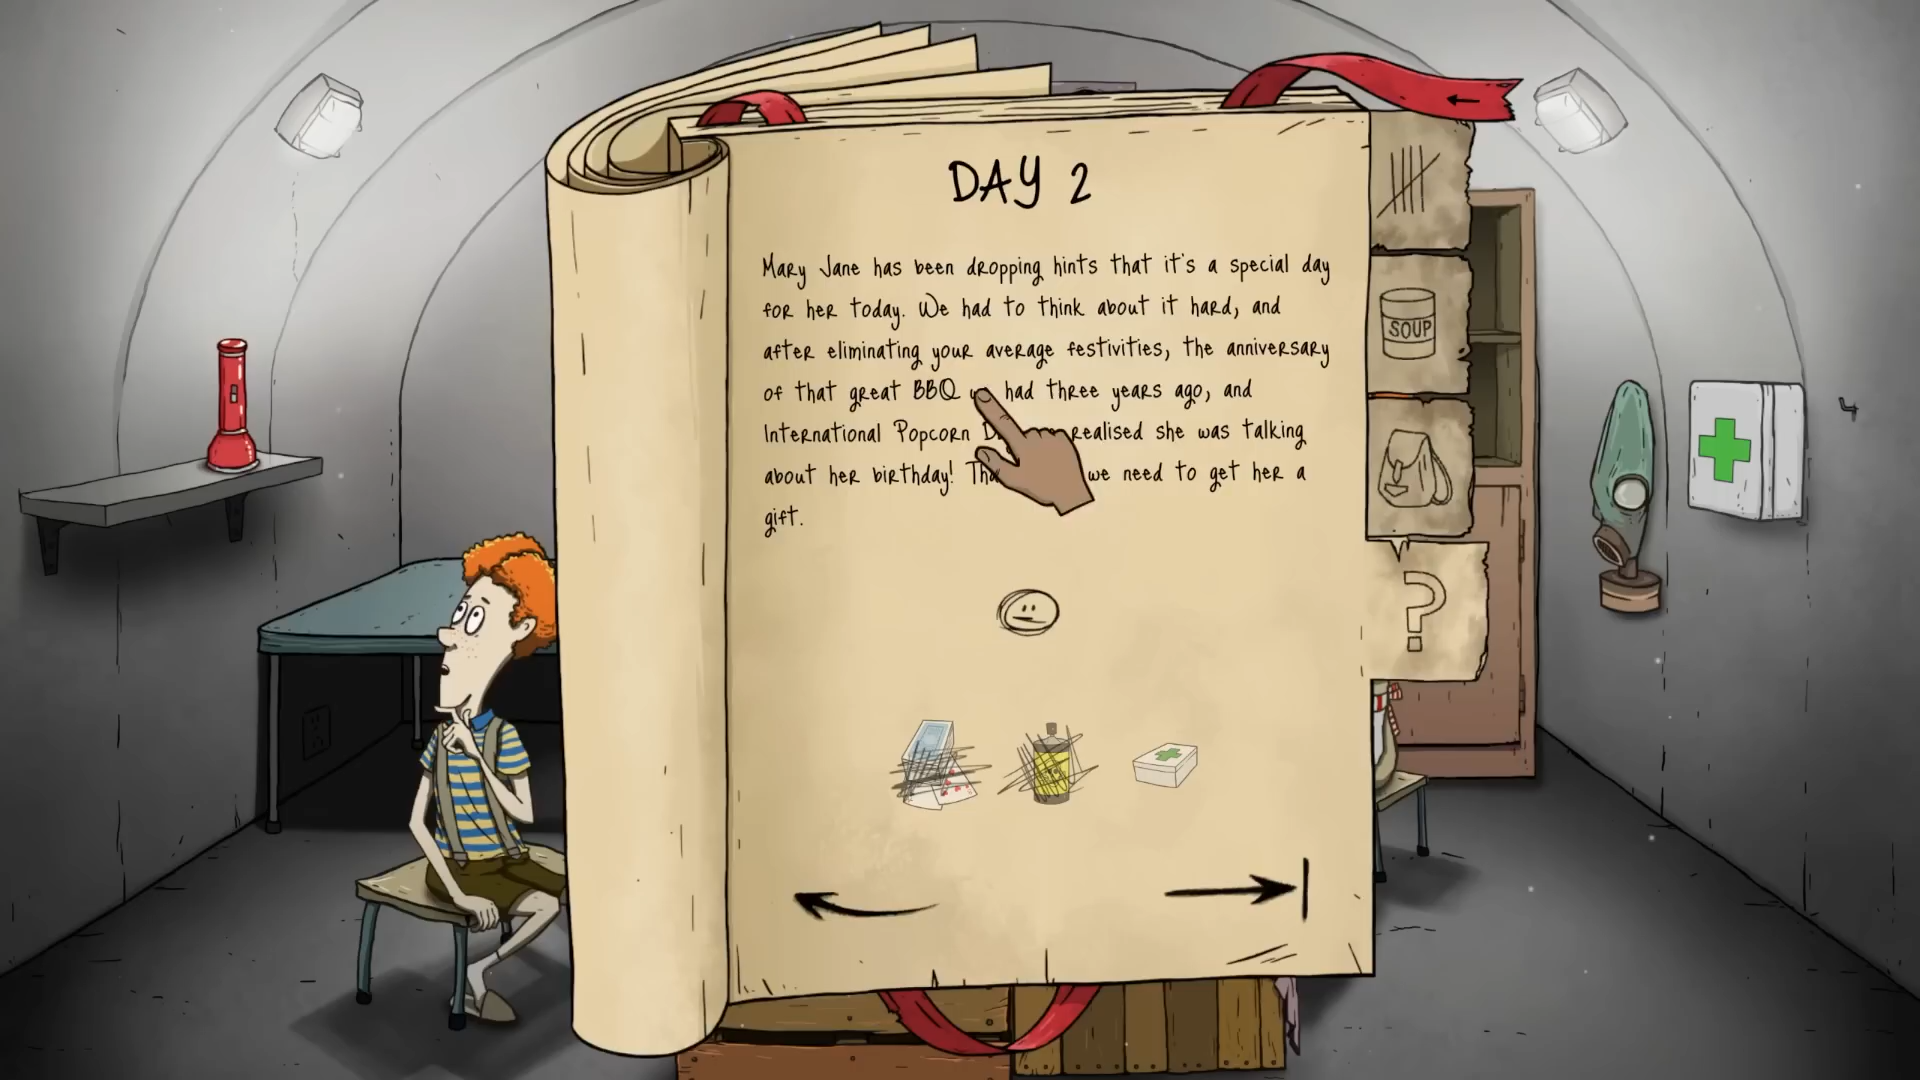 DAY 2
Mary Jane has been dropping hints that it's a special day
for her today. We had to think about it hard, and
after eliminating your average festivities, the anniversary
of that great BBQ had three years ago, and
International Popcorn realised she was talking
about her birthday! we need to get her a
gift.
SOUP